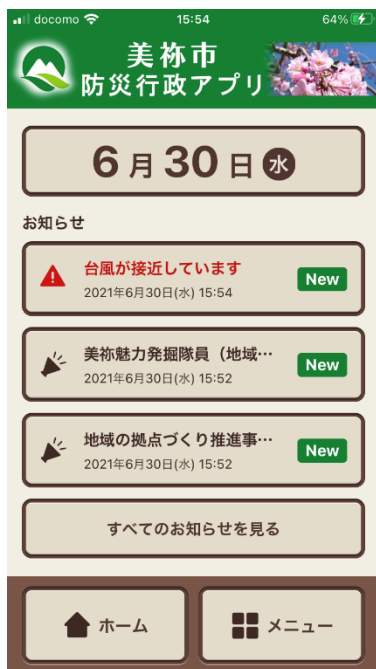 docomo 15:54 64%
美祢市
防災行政アプリ
6月30日 水
お知らせ
台風が接近しています
2021年6月30日(水) 15:54
New
美祢魅力発掘隊員（地域…
2021年6月30日(水) 15:52
New
地域の拠点づくり推進事…
2021年6月30日(水) 15:52
New
すべてのお知らせを見る
ホーム
メニュー